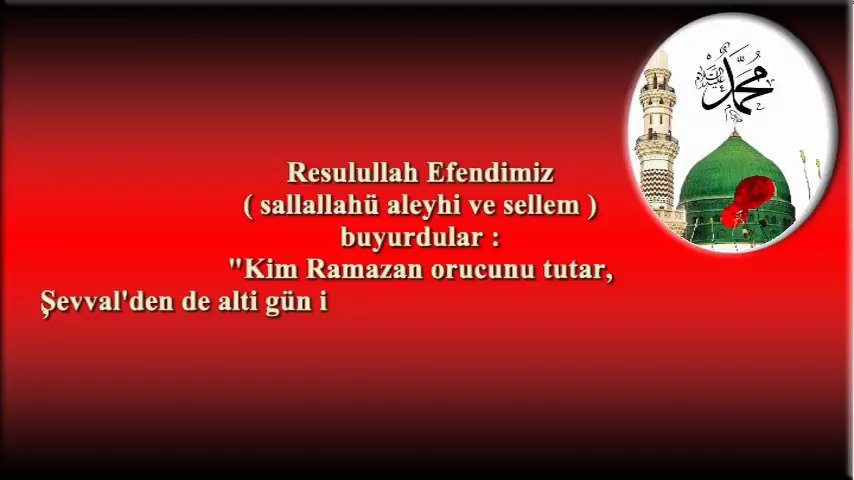 محمد
Resulullah Efendimiz
( sallallahü aleyhi ve sellem )
buyurdular :
"Kim Ramazan orucunu tutar,
Şevval'den de alti gün i